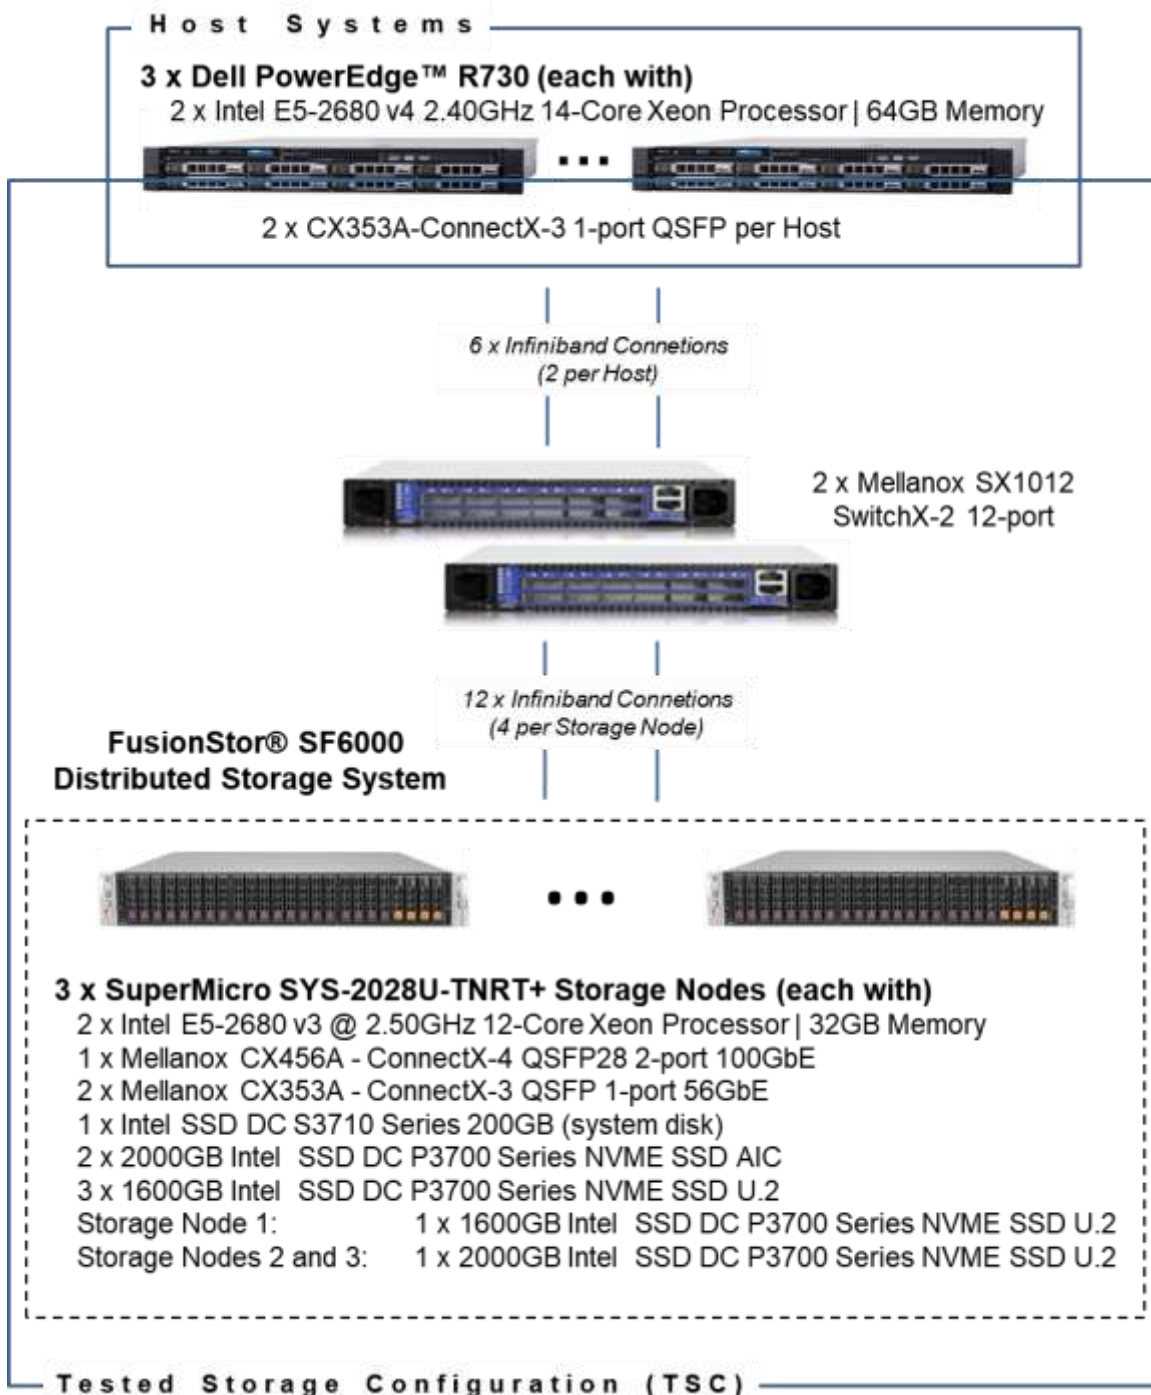 Host Systems
3 x Dell PowerEdge™ R730 (each with)
2 x Intel E5-2680 v4 2.40GHz 14-Core Xeon Processor | 64GB Memory
2 x CX353A-ConnectX-3 1-port QSFP per Host
6 x Infiniband Connetions
(2 per Host)
2 x Mellanox SX1012
SwitchX-2 12-port
12 x Infiniband Connetions
(4 per Storage Node)
FusionStor® SF6000
Distributed Storage System
3 x SuperMicro SYS-2028U-TNRT+ Storage Nodes (each with)
2 x Intel E5-2680 v3 @ 2.50GHz 12-Core Xeon Processor | 32GB Memory
1 x Mellanox CX456A - ConnectX-4 QSFP28 2-port 100GbE
2 x Mellanox CX353A - ConnectX-3 QSFP 1-port 56GbE
1 x Intel SSD DC S3710 Series 200GB (system disk)
2 x 2000GB Intel SSD DC P3700 Series NVME SSD AIC
3 x 1600GB Intel SSD DC P3700 Series NVME SSD U.2
Storage Node 1: 1 x 1600GB Intel SSD DC P3700 Series NVME SSD U.2
Storage Nodes 2 and 3: 1 x 2000GB Intel SSD DC P3700 Series NVME SSD U.2
Tested Storage Configuration (TSC)